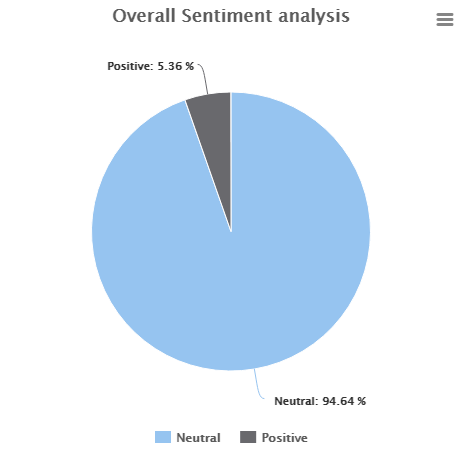 Overall Sentiment analysis
Positive: 5.36 %
Neutral: 94.64 %
Neutral Positive